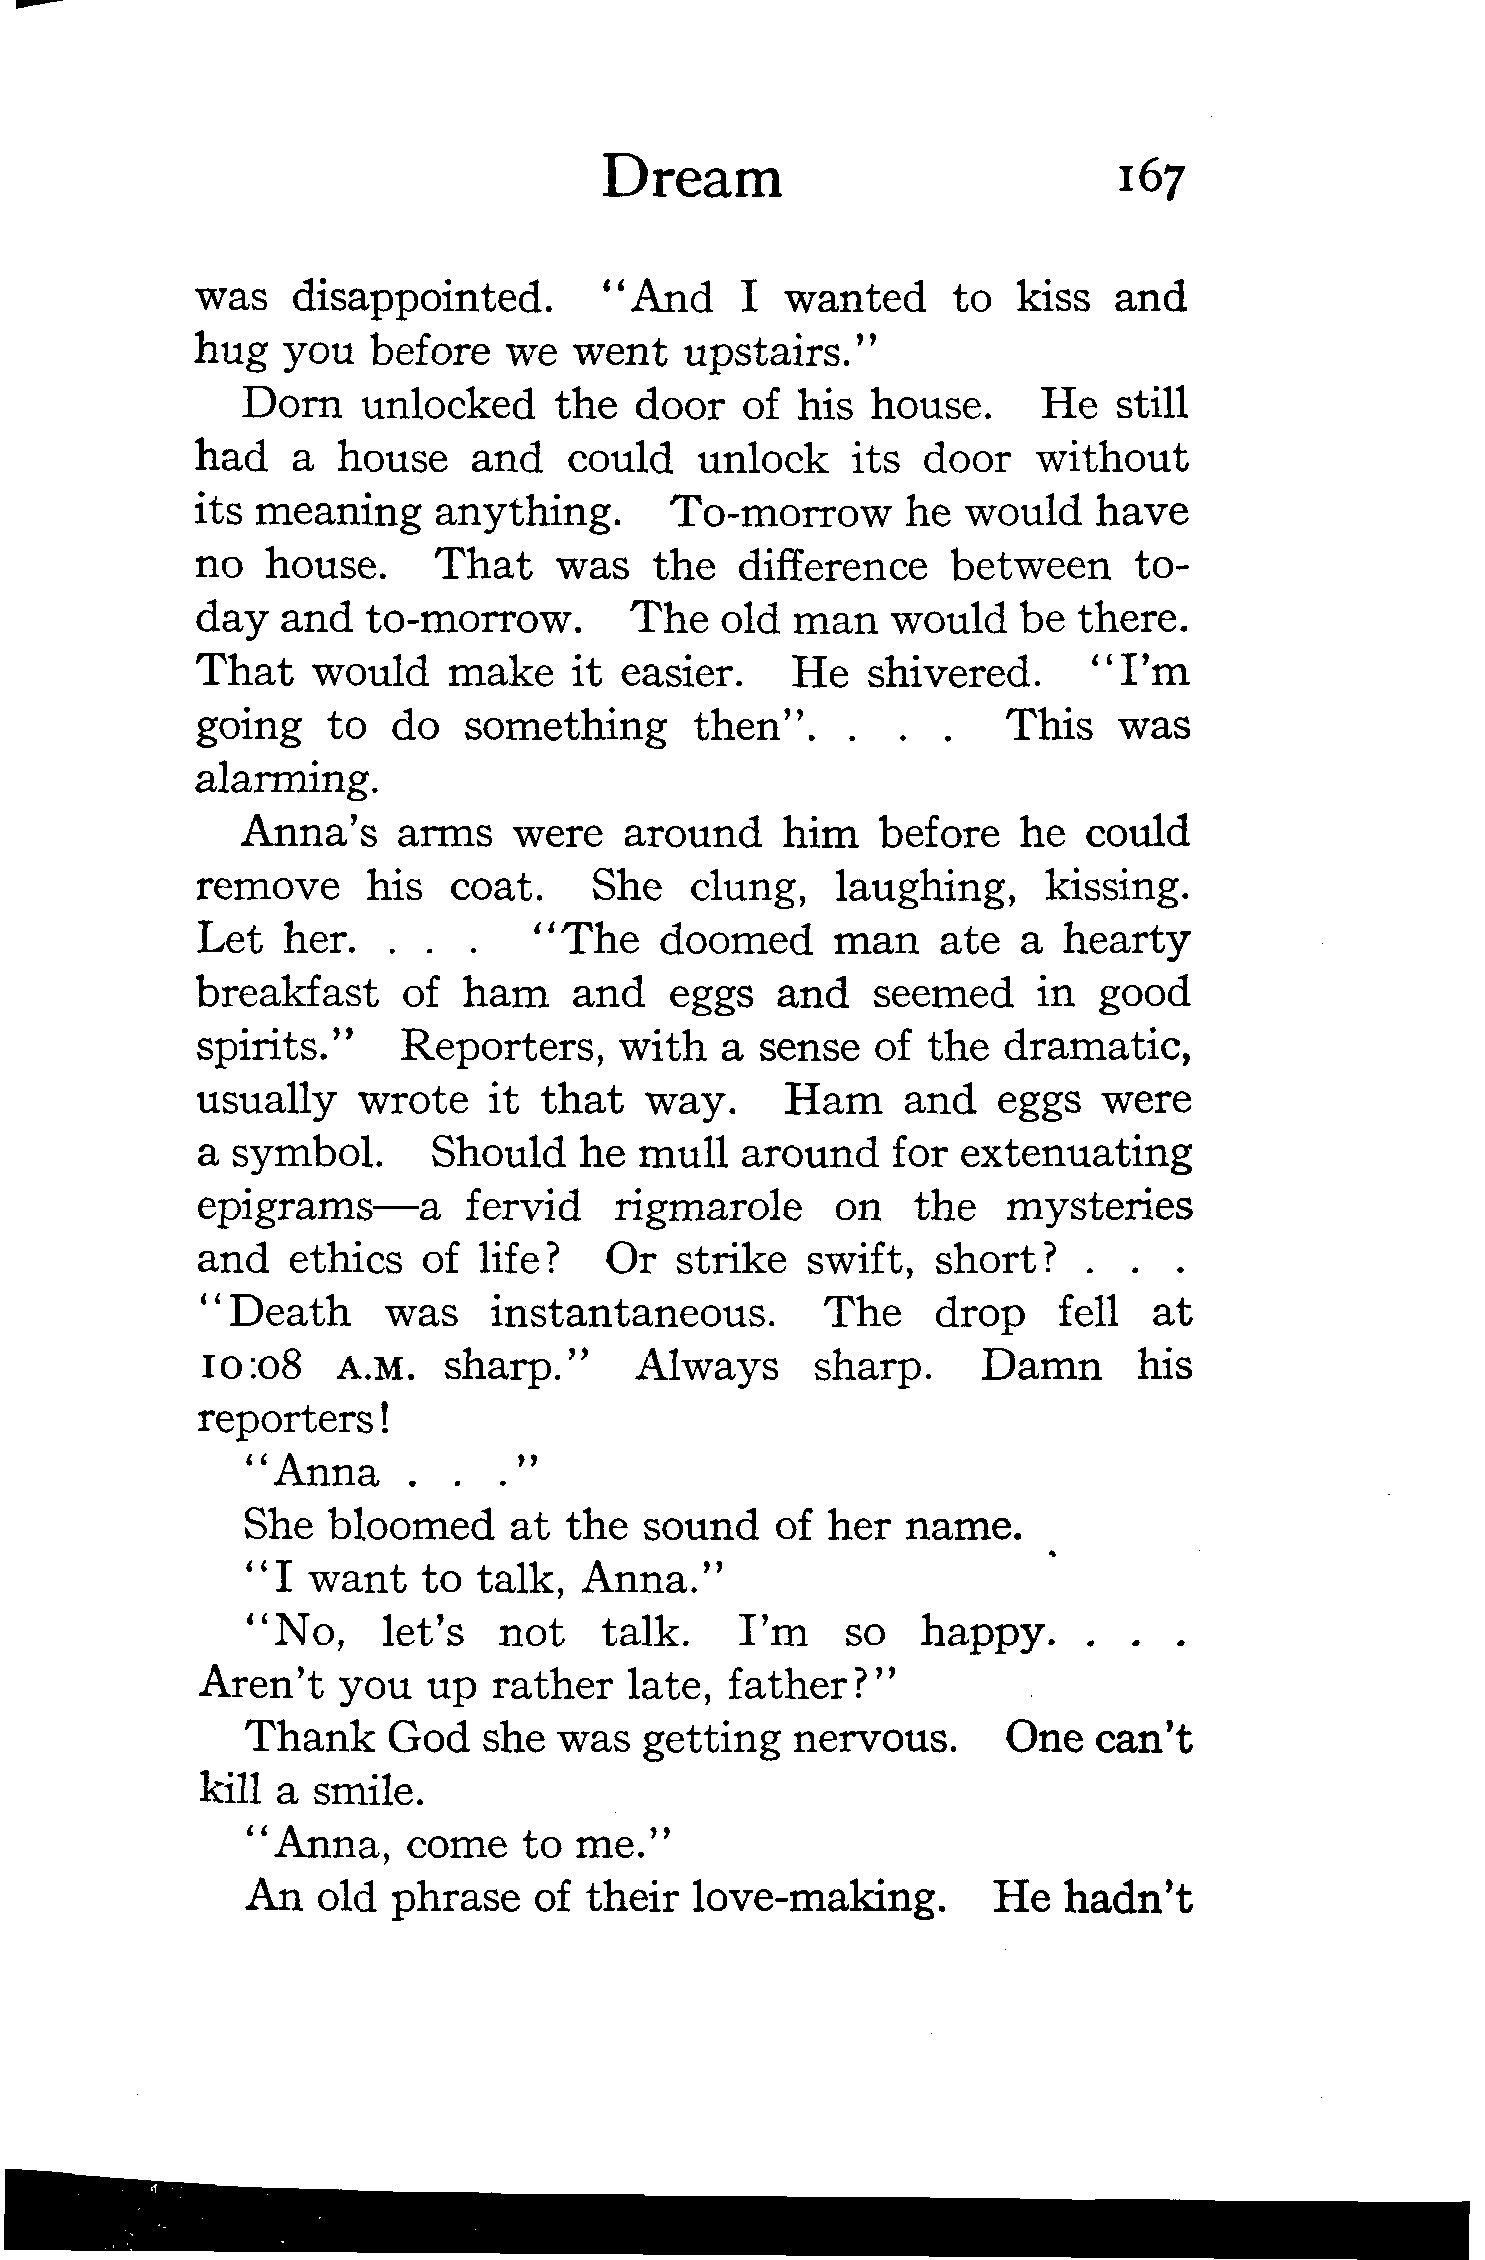 Dream 167
was disappointed. "And I wanted to kiss and
hug you before we went upstairs."
Dorn unlocked the door of his house. He still
had a house and could unlock its door without
its meaning anything. To-morrow he would have
no house. That was the difference between to-
day and to-morrow. The old man would be there.
That would make it easier. He shivered. "I'm
going to do something then". . . . This was
alarming.
Anna's arms were around him before he could
remove his coat. She clung, laughing, kissing.
Let her. . . . "The doomed man ate a hearty
breakfast of ham and eggs and seemed in good
spirits." Reporters, with a sense of the dramatic,
usually wrote it that way. Ham and eggs were
a symbol. Should he mull around for extenuating
epigrams—a fervid rigmarole on the mysteries
and ethics of life? Or strike swift, short? . . .
"Death was instantaneous. The drop fell at
10:08 A.M. sharp." Always sharp. Damn his
reporters!
"Anna . . ."
She bloomed at the sound of her name.
"I want to talk, Anna."
"No, let's not talk. I'm so happy. . . .
Aren't you up rather late, father?"
Thank God she was getting nervous. One can't
kill a smile.
"Anna, come to me."
An old phrase of their love-making. He hadn't